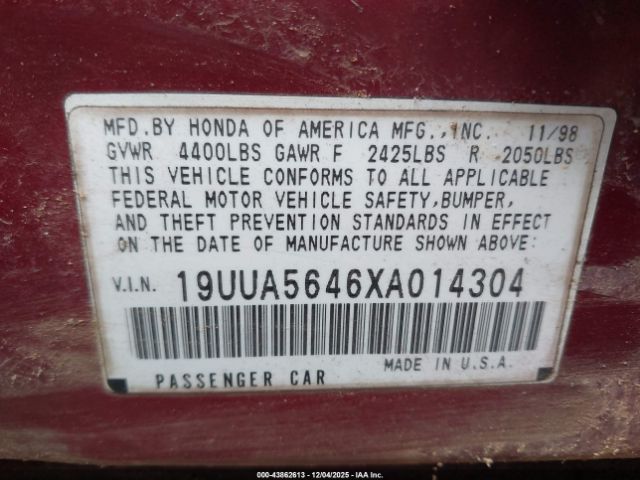 MFD.BY HONDA OF AMERICA MFG.,INC. 11/98
GVWR 4400LBS GAWR F 2425LBS R 2050LBS
THIS VEHICLE CONFORMS TO ALL APPLICABLE
FEDERAL MOTOR VEHICLE SAFETY,BUMPER,
AND THEFT PREVENTION STANDARDS IN EFFECT
ON THE DATE OF MANUFACTURE SHOWN ABOVE:
V.I.N. 19UUA5646XA014304
PASSENGER CAR MADE IN U.S.A.
000-43862613 - 12/04/2025 - IAA Inc.